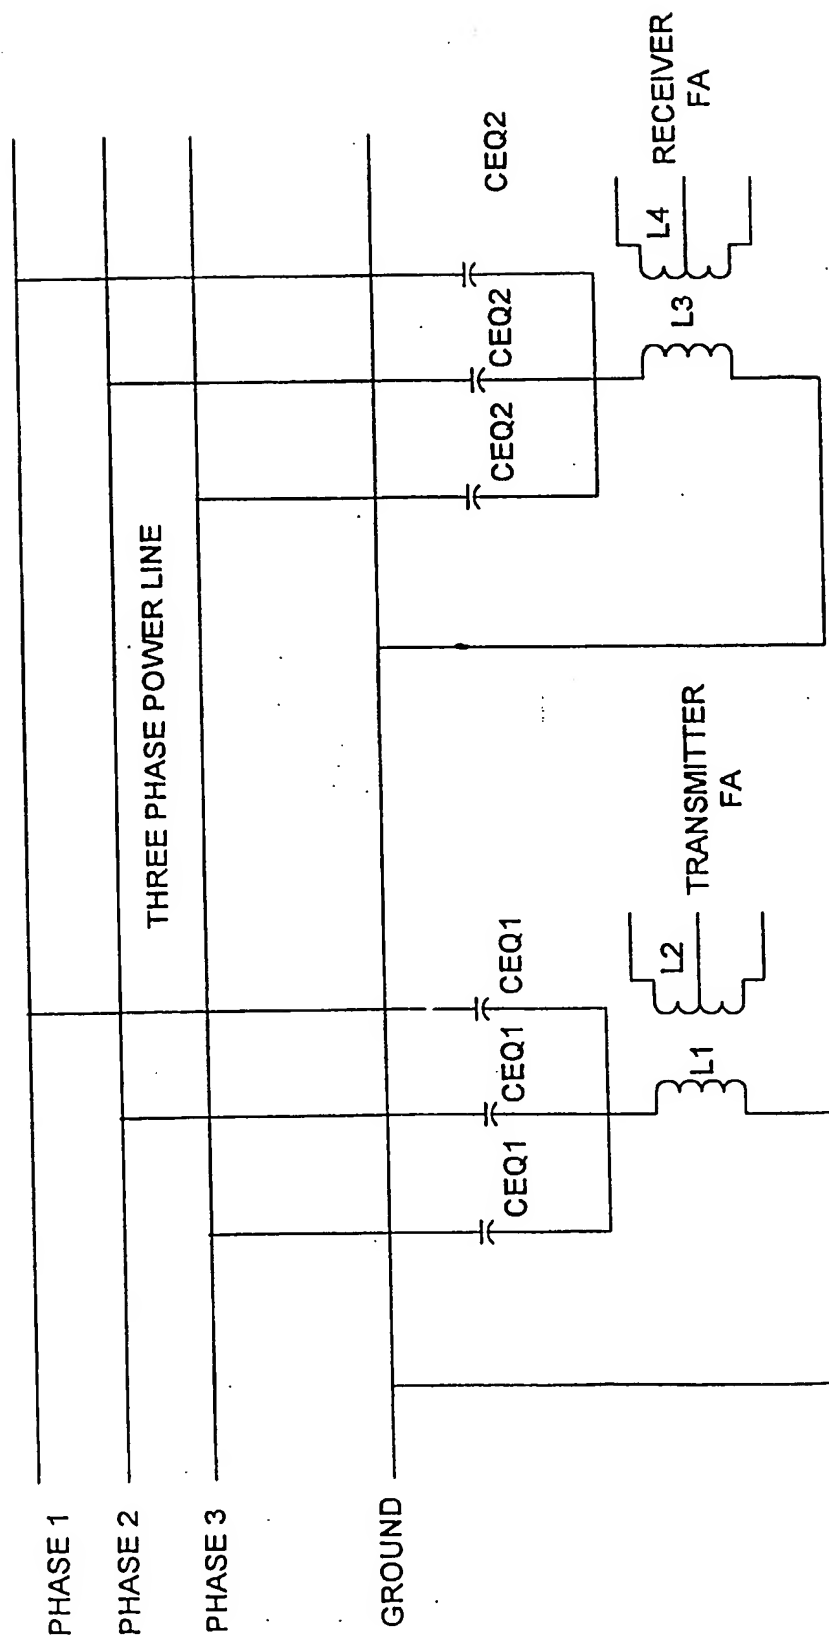 PHASE 1
PHASE 2
PHASE 3
GROUND
THREE PHASE POWER LINE
CEQ1
CEQ1
CEQ1
L1
L2
TRANSMITTER
FA
CEQ2
CEQ2
CEQ2
L3
L4
RECEIVER
FA